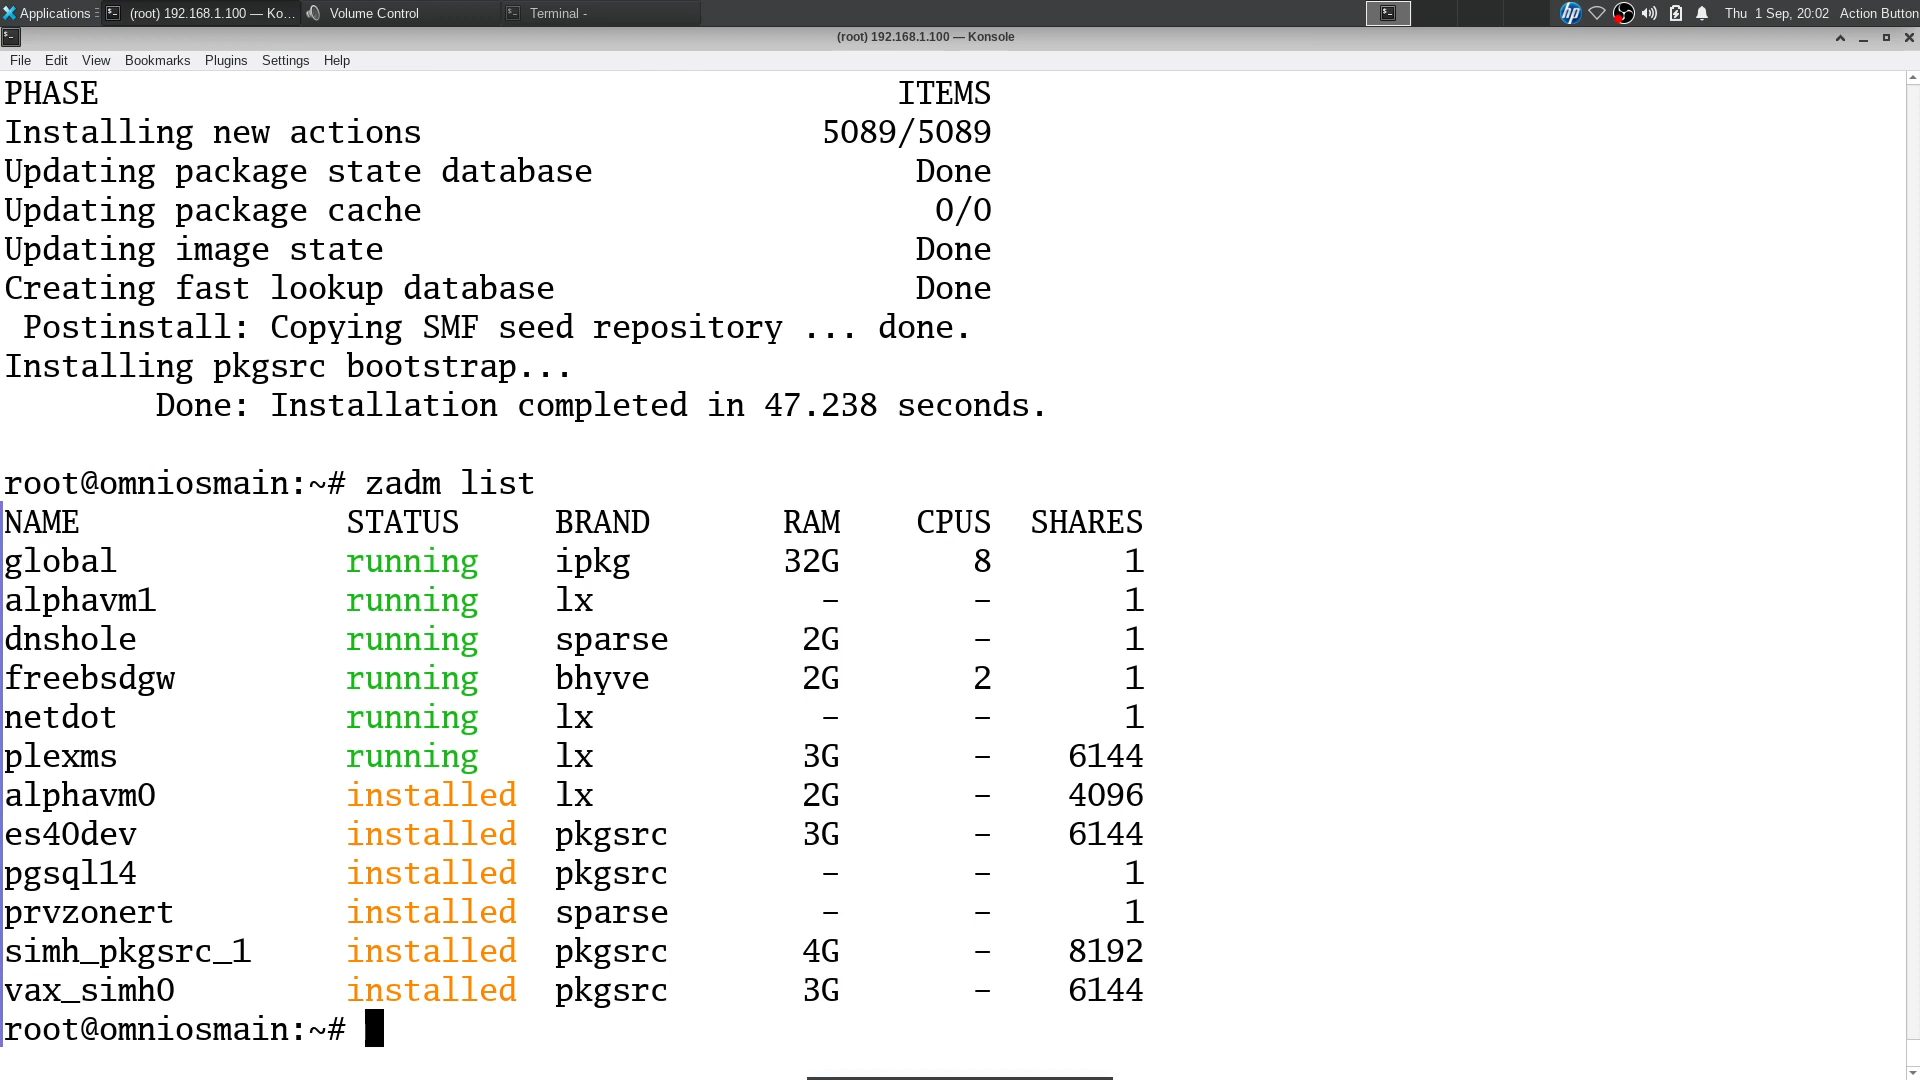 Applications (root) 192.168.1.100 — Ko... Volume Control Terminal - hp Thu 1 Sep, 20:02 Action Button
(root) 192.168.1.100 — Konsole
File Edit View Bookmarks Plugins Settings Help
PHASE ITEMS
Installing new actions 5089/5089
Updating package state database Done
Updating package cache 0/0
Updating image state Done
Creating fast lookup database Done
Postinstall: Copying SMF seed repository ... done.
Installing pkgsrc bootstrap...
Done: Installation completed in 47.238 seconds.
root@omniosmain:~# zadm list
NAME STATUS BRAND RAM CPUS SHARES
global running ipkg 32G 8 1
alphavm1 running lx - - 1
dnshole running sparse 2G - 1
freebsdgw running bhyve 2G 2 1
netdot running lx - - 1
plexms running lx 3G - 6144
alphavm0 installed lx 2G - 4096
es40dev installed pkgsrc 3G - 6144
pgsql14 installed pkgsrc - - 1
prvzonert installed sparse - - 1
simh_pkgsrc_1 installed pkgsrc 4G - 8192
vax_simh0 installed pkgsrc 3G - 6144
root@omniosmain:~#